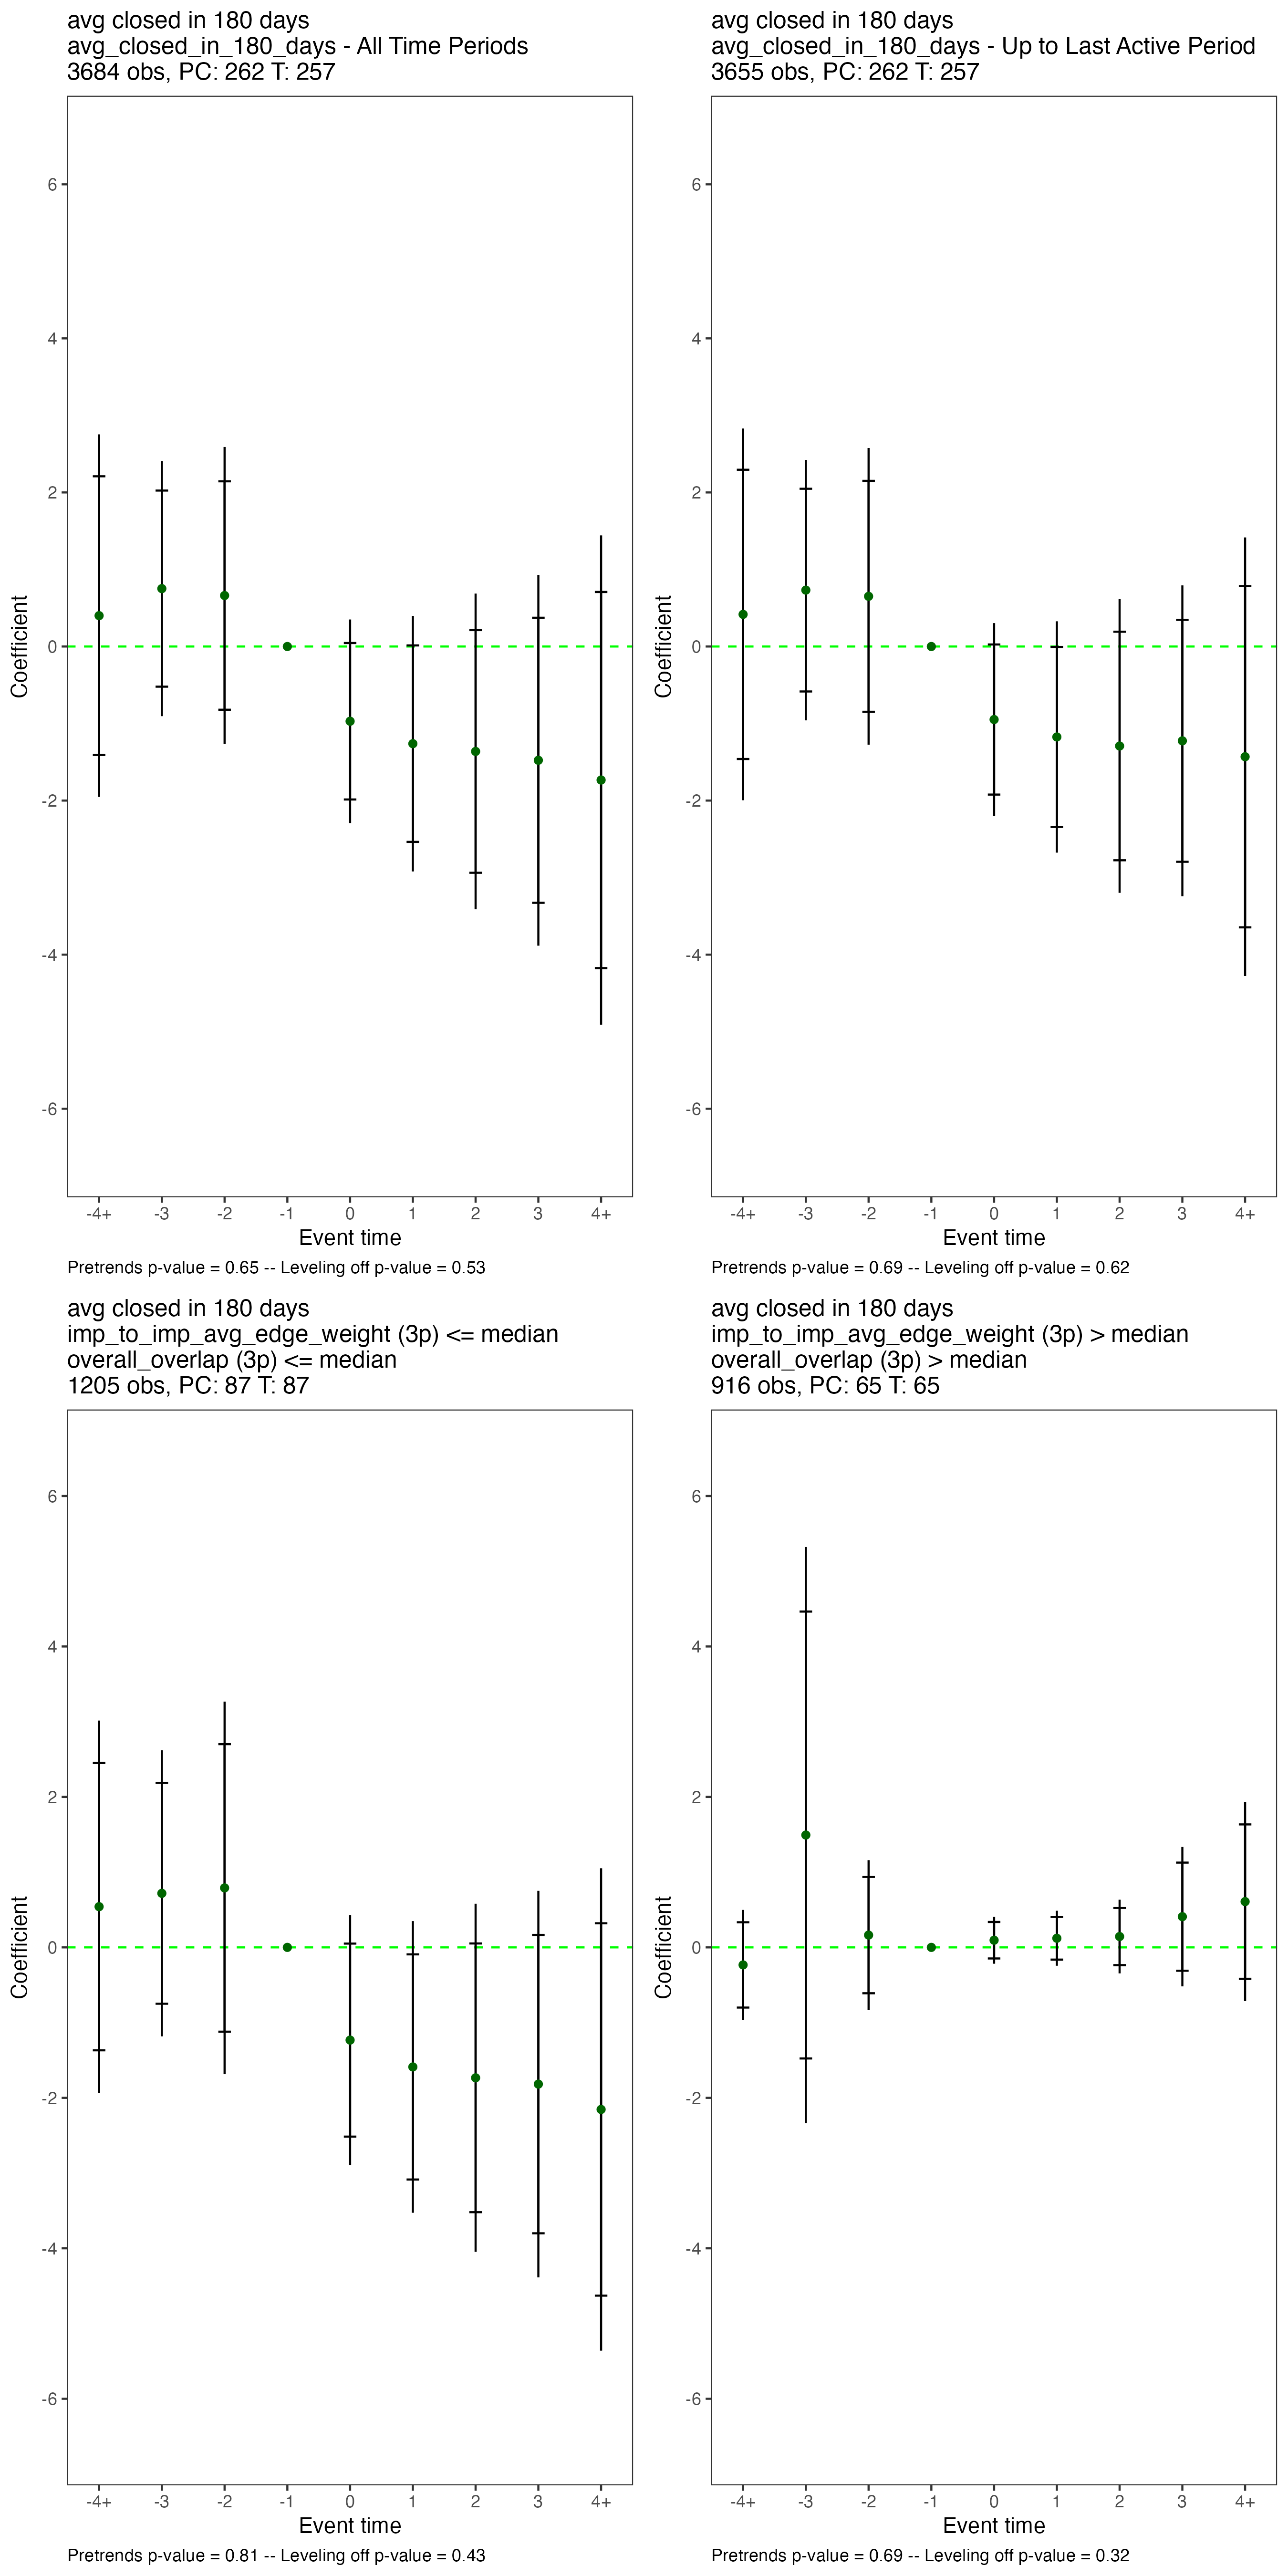 avg closed in 180 days
avg_closed_in_180_days - All Time Periods
3684 obs, PC: 262 T: 257
Coefficient
6
4
2
0
-2
-4
-6
-4+ -3 -2 -1 0 1 2 3 4+
Event time
Pretrends p-value = 0.65 -- Leveling off p-value = 0.53
avg closed in 180 days
avg_closed_in_180_days - Up to Last Active Period
3655 obs, PC: 262 T: 257
Coefficient
6
4
2
0
-2
-4
-6
-4+ -3 -2 -1 0 1 2 3 4+
Event time
Pretrends p-value = 0.69 -- Leveling off p-value = 0.62
avg closed in 180 days
imp_to_imp_avg_edge_weight (3p) <= median
overall_overlap (3p) <= median
1205 obs, PC: 87 T: 87
Coefficient
6
4
2
0
-2
-4
-6
-4+ -3 -2 -1 0 1 2 3 4+
Event time
Pretrends p-value = 0.81 -- Leveling off p-value = 0.43
avg closed in 180 days
imp_to_imp_avg_edge_weight (3p) > median
overall_overlap (3p) > median
916 obs, PC: 65 T: 65
Coefficient
6
4
2
0
-2
-4
-6
-4+ -3 -2 -1 0 1 2 3 4+
Event time
Pretrends p-value = 0.69 -- Leveling off p-value = 0.32